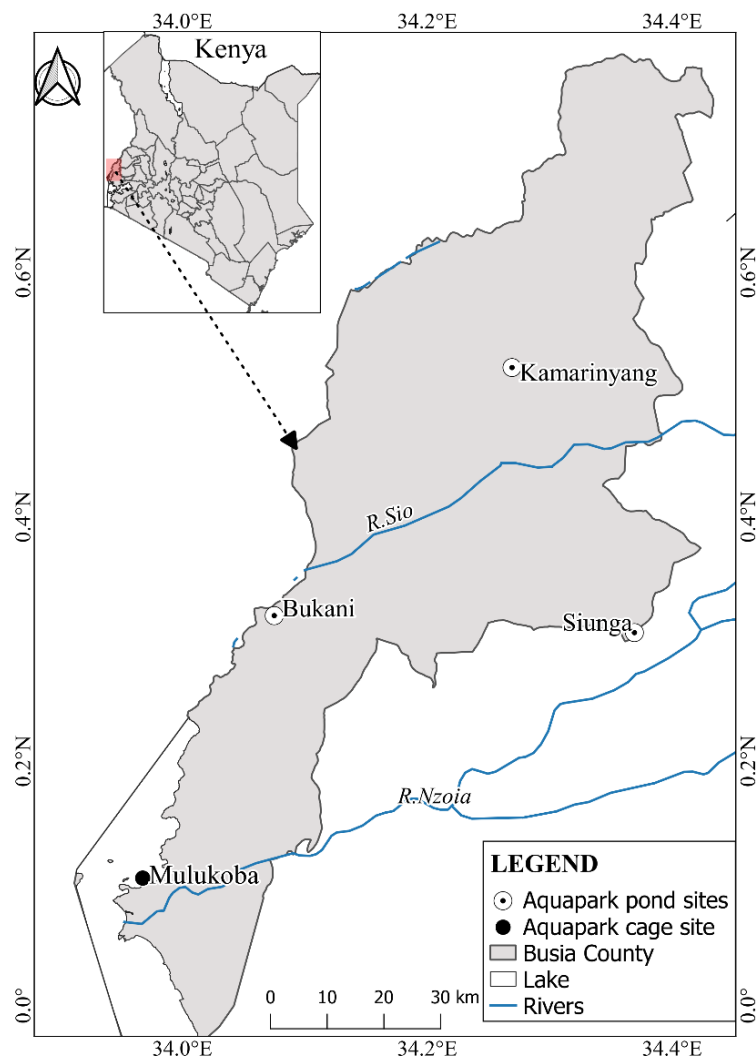 34.0°E
34.2°E
34.4°E
Kenya
0.6°N
0.6°N
Kamarinyang
R.Sio
0.4°N
0.4°N
Bukani
Siunga
0.2°N
0.2°N
R.Nzoia
Mulukoba
LEGEND
Aquapark pond sites
Aquapark cage site
Busia County
Lake
Rivers
0.0°
0.0°
0 10 20 30 km
34.0°E
34.2°E
34.4°E